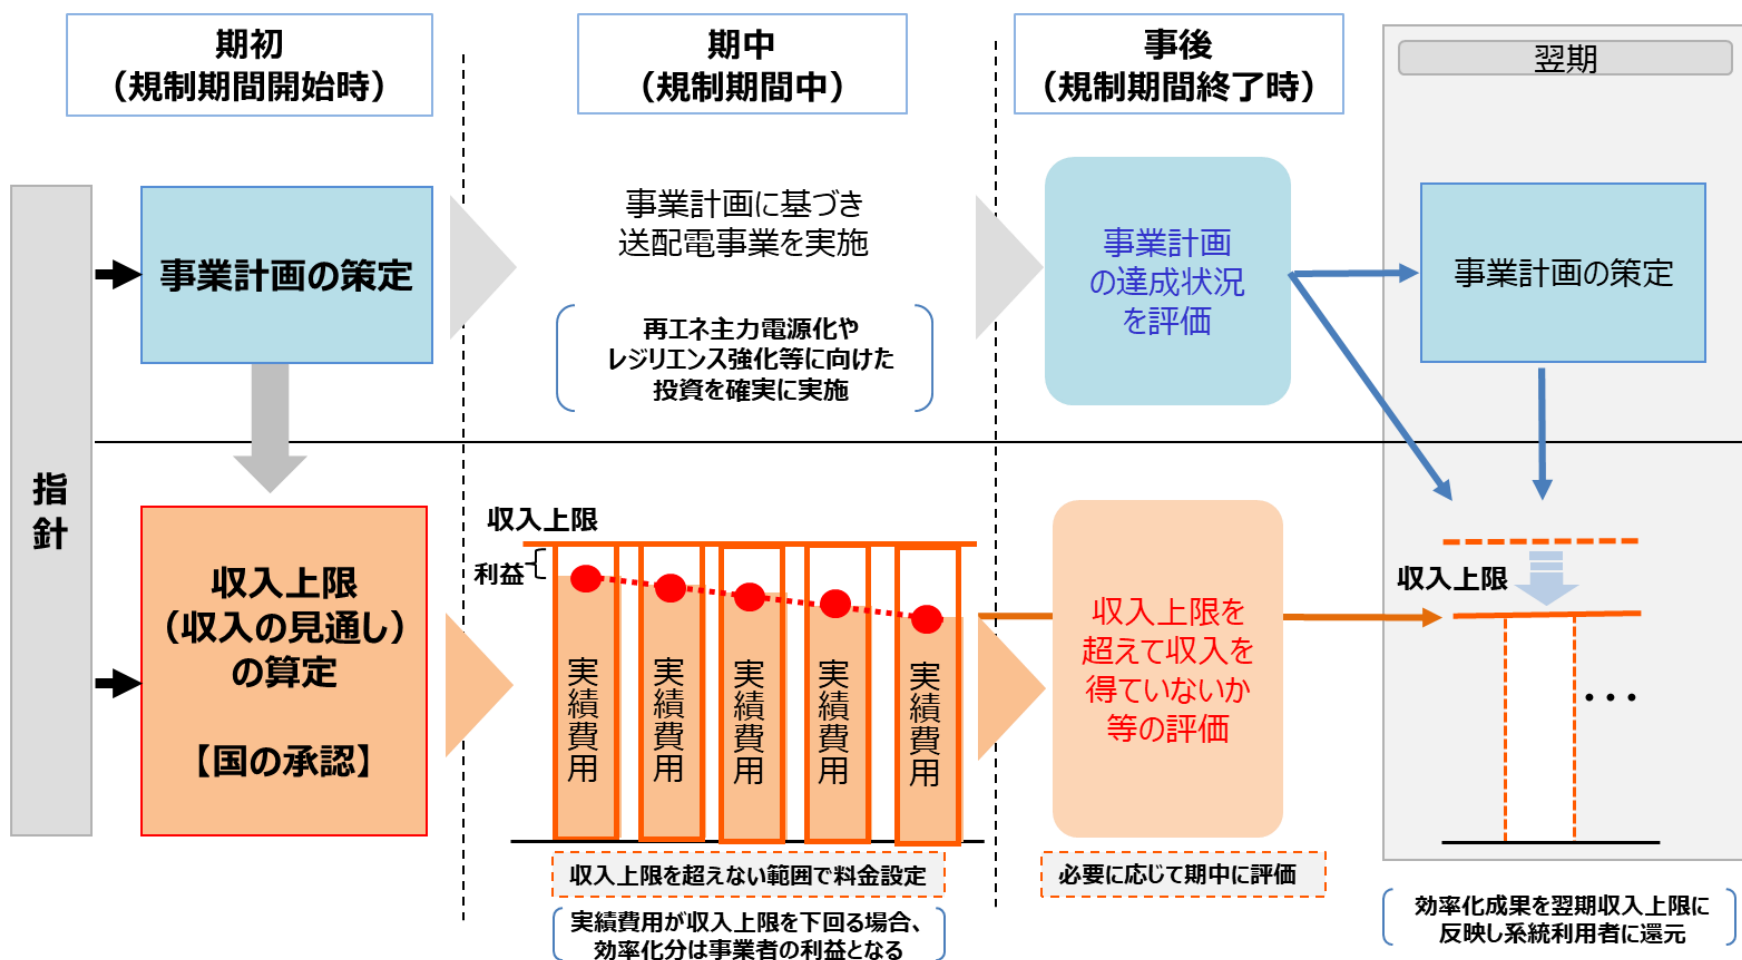 期初
（規制期間開始時）
期中
（規制期間中）
事後
（規制期間終了時）
翌期
指
針
事業計画の策定
事業計画に基づき
送配電事業を実施
再エネ主力電源化や
レジリエンス強化等に向けた
投資を確実に実施
事業計画
の達成状況
を評価
事業計画の策定
収入上限
（収入の見通し）
の算定
【国の承認】
収入上限
利益
実績費用
実績費用
実績費用
実績費用
実績費用
収入上限を超えない範囲で料金設定
実績費用が収入上限を下回る場合、
効率化分は事業者の利益となる
収入上限を
超えて収入を
得ていないか
等の評価
必要に応じて期中に評価
収入上限
・・・
効率化成果を翌期収入上限に
反映し系統利用者に還元